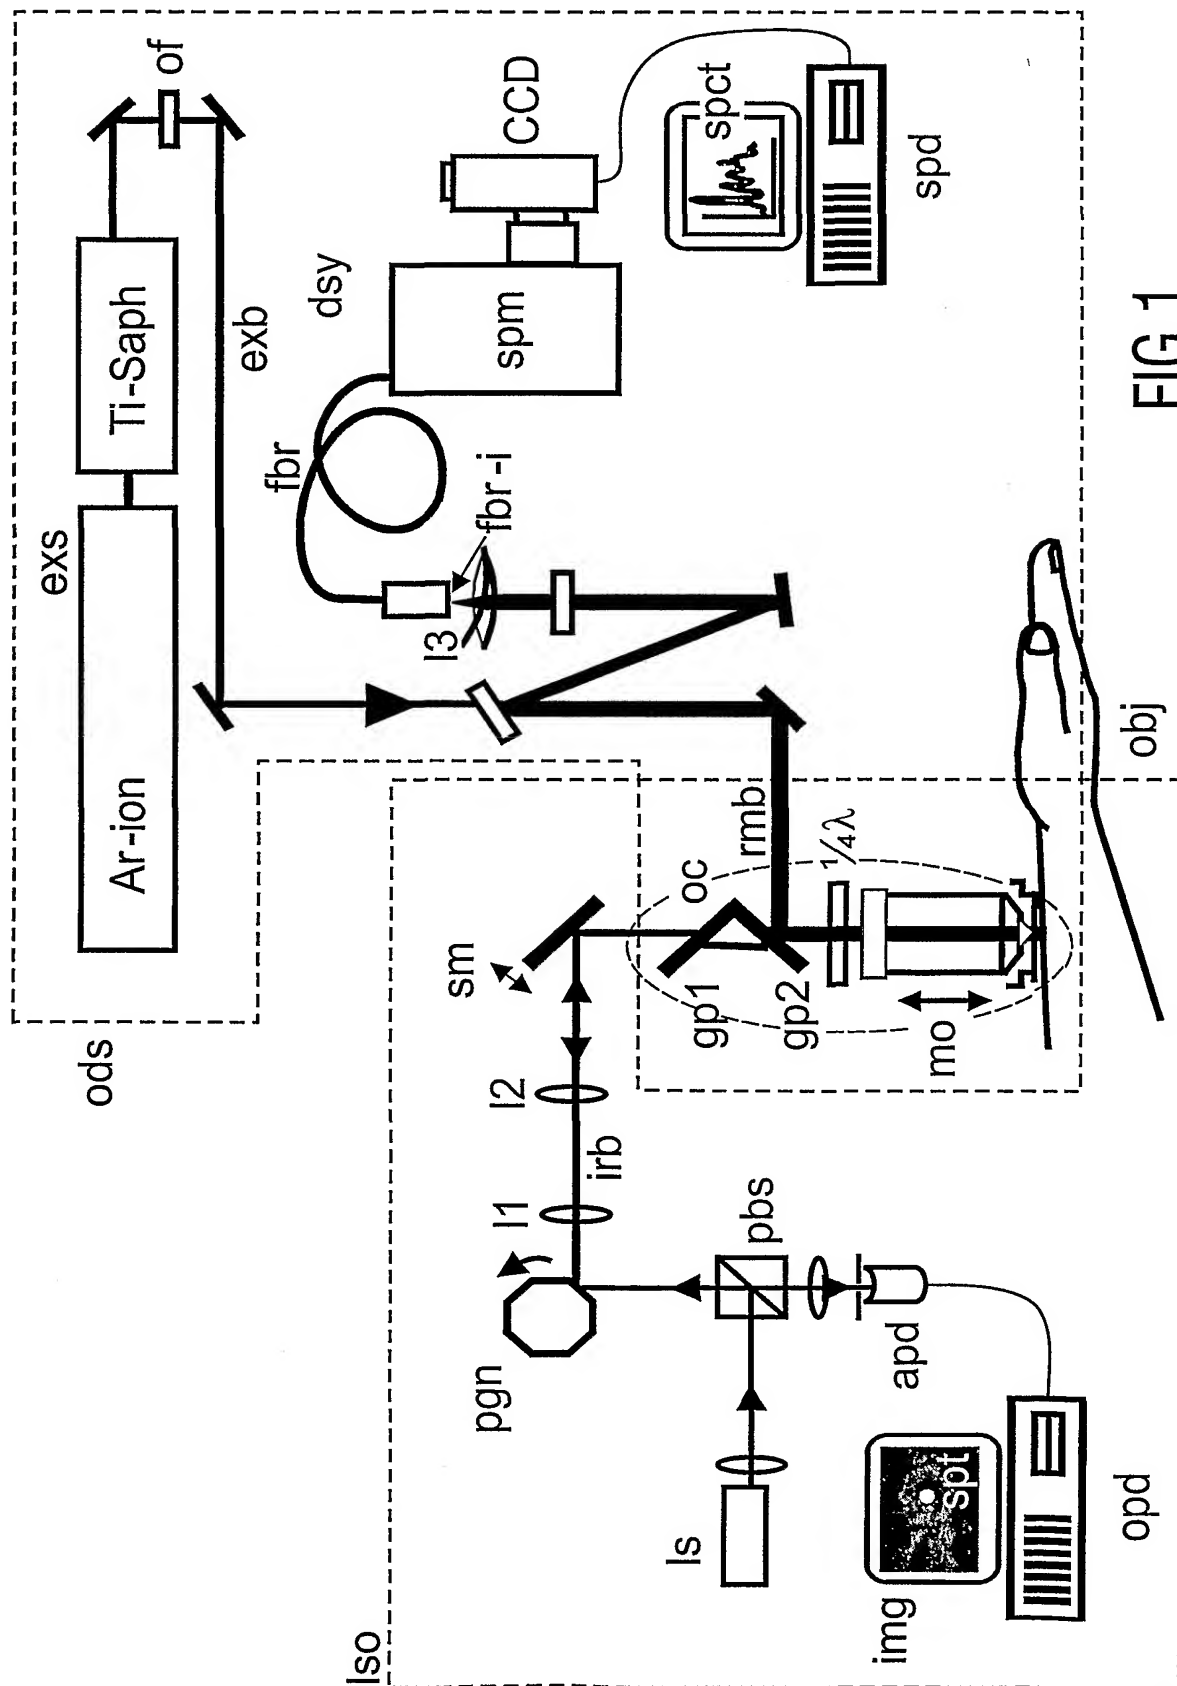 exs
Ar-ion
Ti-Saph
of
exb
ods
fbr
dsy
CCD
spm
fbr-i
l3
spct
spd
lso
sm
oc
rmb
¼λ
gp1
gp2
mo
obj
l2
l1
irb
pgn
pbs
apd
ls
img
spt
opd
FIG.1